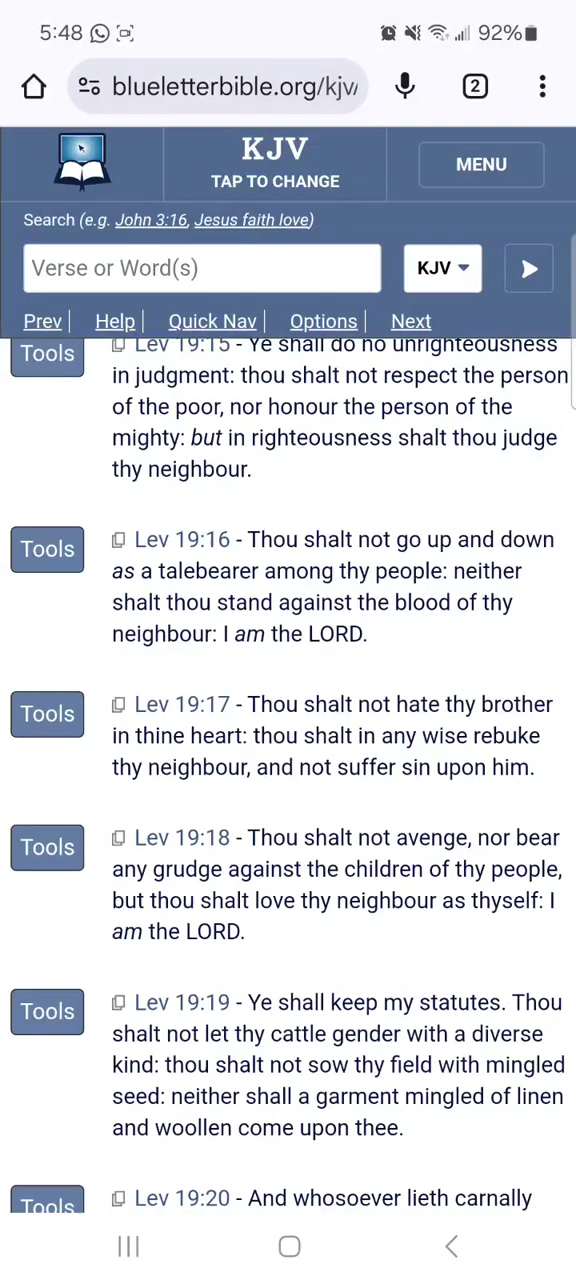 5:48 92%
blueletterbible.org/kjv/ 2
KJV
TAP TO CHANGE
MENU
Search (e.g. John 3:16, Jesus faith love)
Verse or Word(s) KJV
Prev | Help | Quick Nav | Options | Next
Tools Lev 19:15 - Ye shall do no unrighteousness
in judgment: thou shalt not respect the person
of the poor, nor honour the person of the
mighty: but in righteousness shalt thou judge
thy neighbour.
Tools Lev 19:16 - Thou shalt not go up and down
as a talebearer among thy people: neither
shalt thou stand against the blood of thy
neighbour: I am the LORD.
Tools Lev 19:17 - Thou shalt not hate thy brother
in thine heart: thou shalt in any wise rebuke
thy neighbour, and not suffer sin upon him.
Tools Lev 19:18 - Thou shalt not avenge, nor bear
any grudge against the children of thy people,
but thou shalt love thy neighbour as thyself: I
am the LORD.
Tools Lev 19:19 - Ye shall keep my statutes. Thou
shalt not let thy cattle gender with a diverse
kind: thou shalt not sow thy field with mingled
seed: neither shall a garment mingled of linen
and woollen come upon thee.
Tools Lev 19:20 - And whosoever lieth carnally